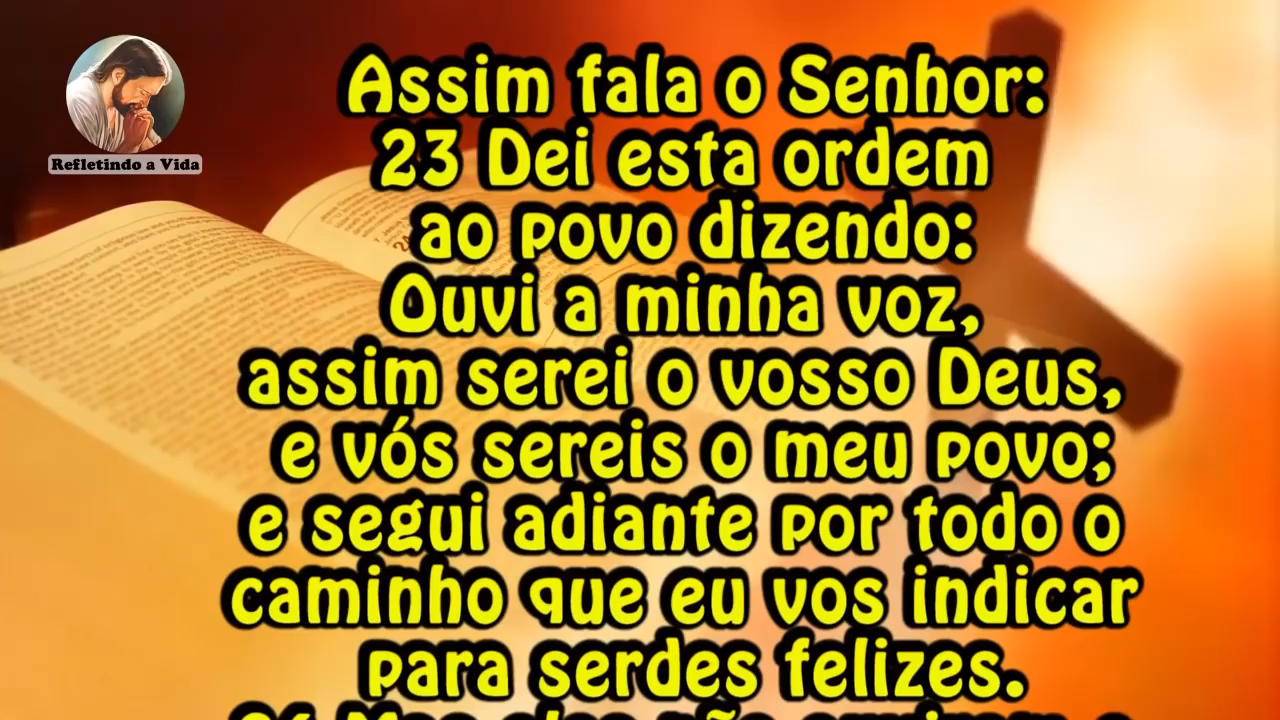 Refletindo a Vida
Assim fala o Senhor:
23 Dei esta ordem
ao povo dizendo:
Ouvi a minha voz,
assim serei o vosso Deus,
e vós sereis o meu povo;
e segui adiante por todo o
caminho que eu vos indicar
para serdes felizes.